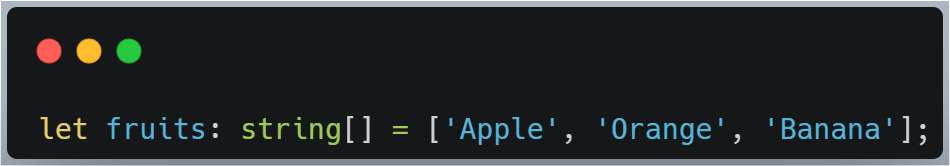 let fruits: string[] = ['Apple', 'Orange', 'Banana'];